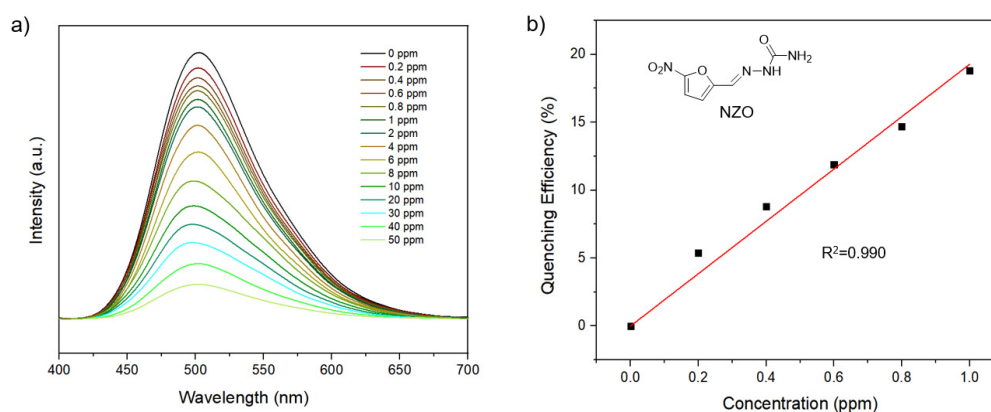 a)
Intensity (a.u.)
0 ppm
0.2 ppm
0.4 ppm
0.6 ppm
0.8 ppm
1 ppm
2 ppm
4 ppm
6 ppm
8 ppm
10 ppm
20 ppm
30 ppm
40 ppm
50 ppm
400 450 500 550 600 650 700
Wavelength (nm)
b)
Quenching Efficiency (%)
20
15
10
5
0
O
NH₂
O₂N
O
N
NH
NZO
R²=0.990
0.0 0.2 0.4 0.6 0.8 1.0
Concentration (ppm)